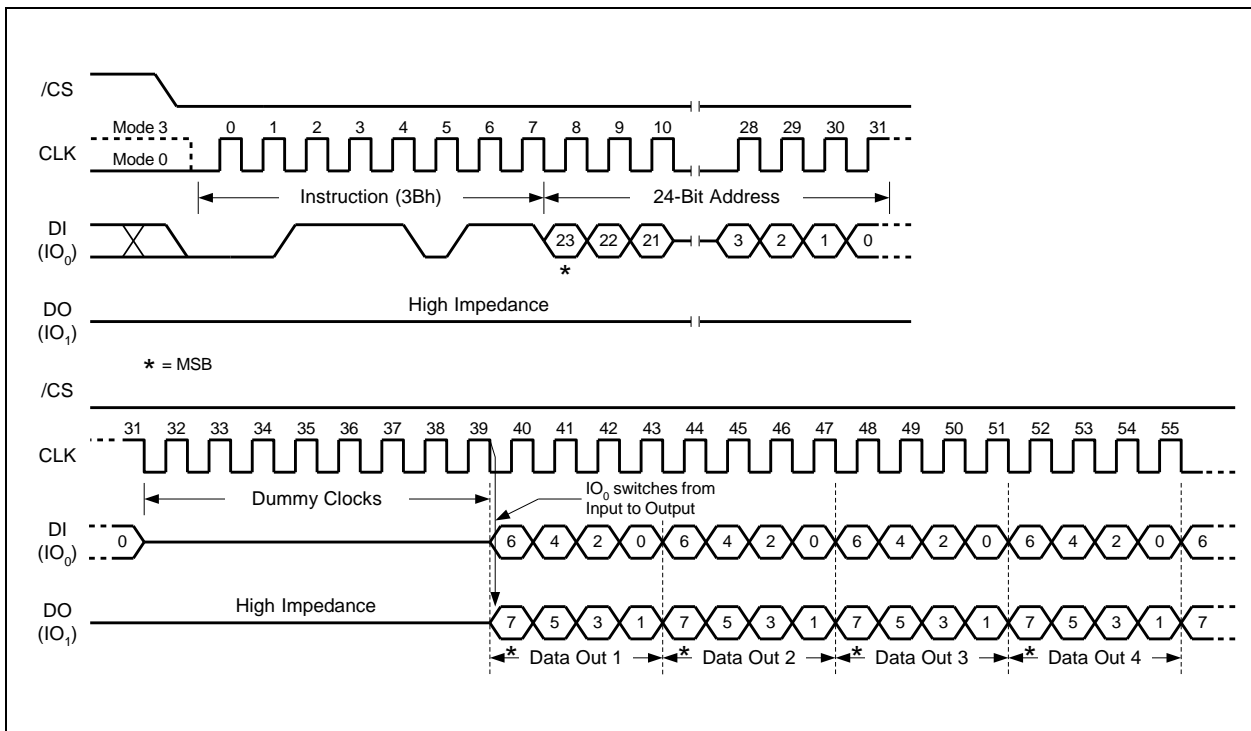 /CS
Mode 3 0 1 2 3 4 5 6 7 8 9 10 28 29 30 31
CLK
Mode 0
Instruction (3Bh) 24-Bit Address
DI
(IO0) 23 22 21 3 2 1 0
*
DO
(IO1)
High Impedance
* = MSB
/CS
31 32 33 34 35 36 37 38 39 40 41 42 43 44 45 46 47 48 49 50 51 52 53 54 55
CLK
Dummy Clocks
IO0 switches from
Input to Output
DI
(IO0)
0 6 4 2 0 6 4 2 0 6 4 2 0 6 4 2 0 6
DO
(IO1)
High Impedance
7 5 3 1 7 5 3 1 7 5 3 1 7 5 3 1 7
* Data Out 1 * Data Out 2 * Data Out 3 * Data Out 4